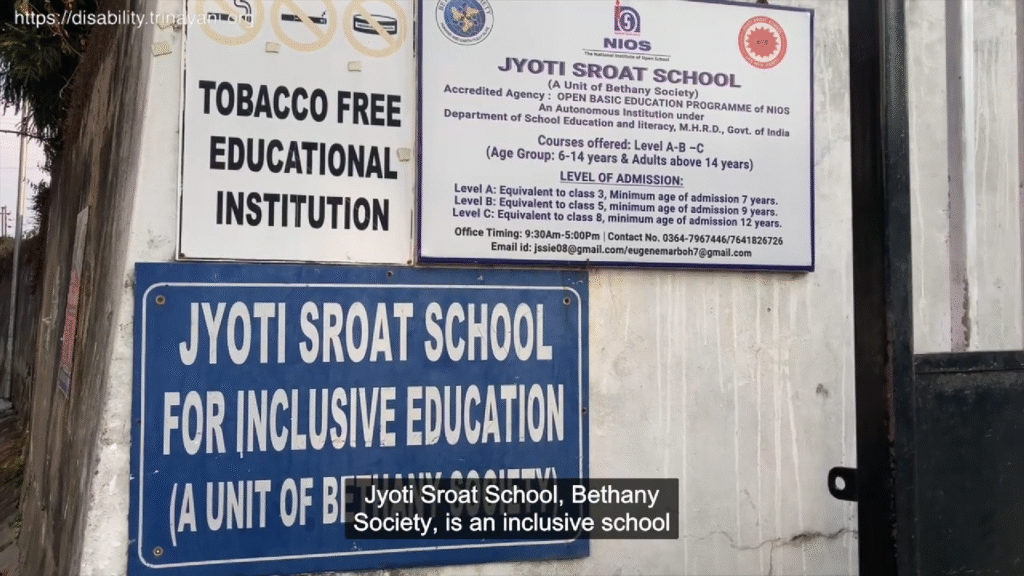 https://disability.trinayani.org
TOBACCO FREE
EDUCATIONAL
INSTITUTION
NIOS
The National Institute of Open School
JYOTI SROAT SCHOOL
(A Unit of Bethany Society)
Accredited Agency : OPEN BASIC EDUCATION PROGRAMME of NIOS
An Autonomous Institution under
Department of School Education and literacy, M.H.R.D., Govt. of India
Courses offered: Level A-B –C
(Age Group: 6-14 years & Adults above 14 years)
LEVEL OF ADMISSION:
Level A: Equivalent to class 3, Minimum age of admission 7 years.
Level B: Equivalent to class 5, minimum age of admission 9 years.
Level C: Equivalent to class 8, minimum age of admission 12 years.
Office Timing: 9:30Am-5:00Pm | Contact No. 0364-7967446/7641826726
Email id: jssie08@gmail.com/eugenemarboh7@gmail.com
JYOTI SROAT SCHOOL
FOR INCLUSIVE EDUCATION
(A UNIT OF BETHANY SOCIETY)
Jyoti Sroat School, Bethany
Society, is an inclusive school